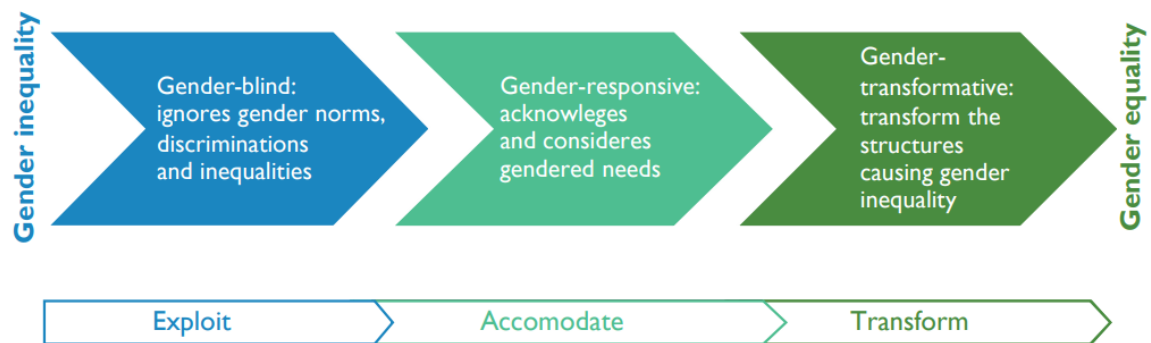 Gender inequality
Gender-blind:
ignores gender norms,
discriminations
and inequalities
Gender-responsive:
acknowleges
and consideres
gendered needs
Gender-
transformative:
transform the
structures
causing gender
inequality
Gender equality
Exploit
Accomodate
Transform